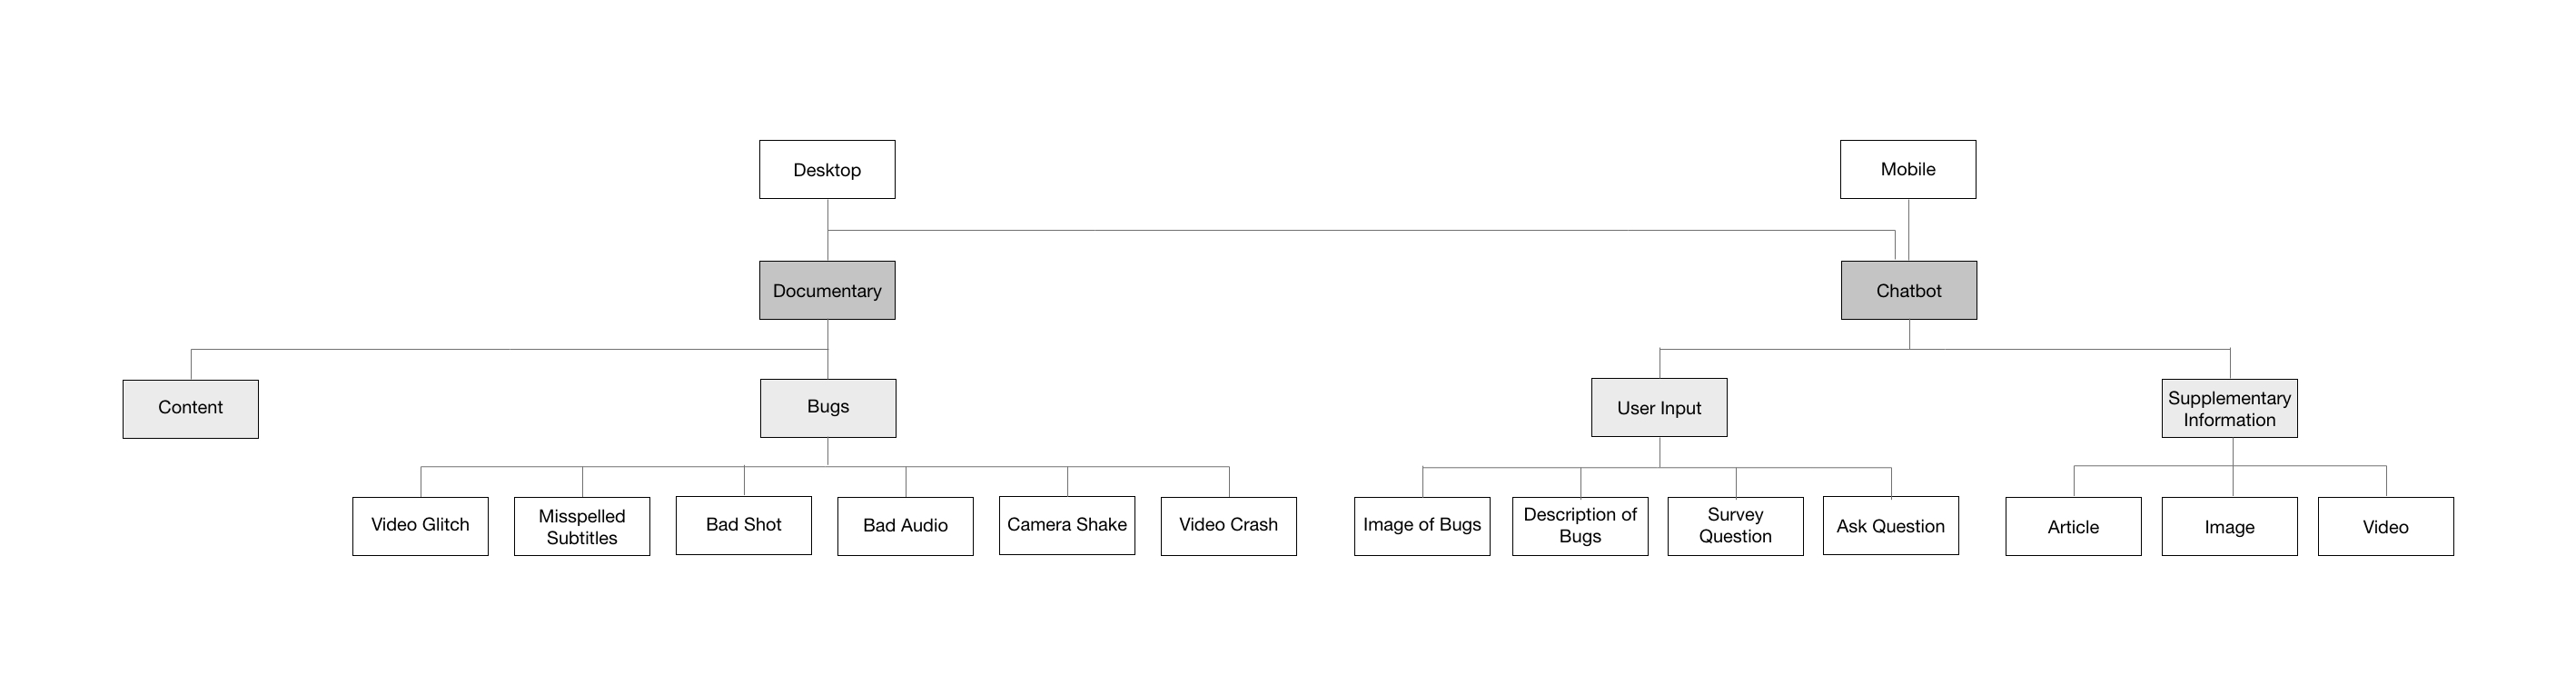 Desktop
Mobile
Documentary
Chatbot
Content
Bugs
User Input
Supplementary
Information
Video Glitch
Misspelled
Subtitles
Bad Shot
Bad Audio
Camera Shake
Video Crash
Image of Bugs
Description of
Bugs
Survey
Question
Ask Question
Article
Image
Video